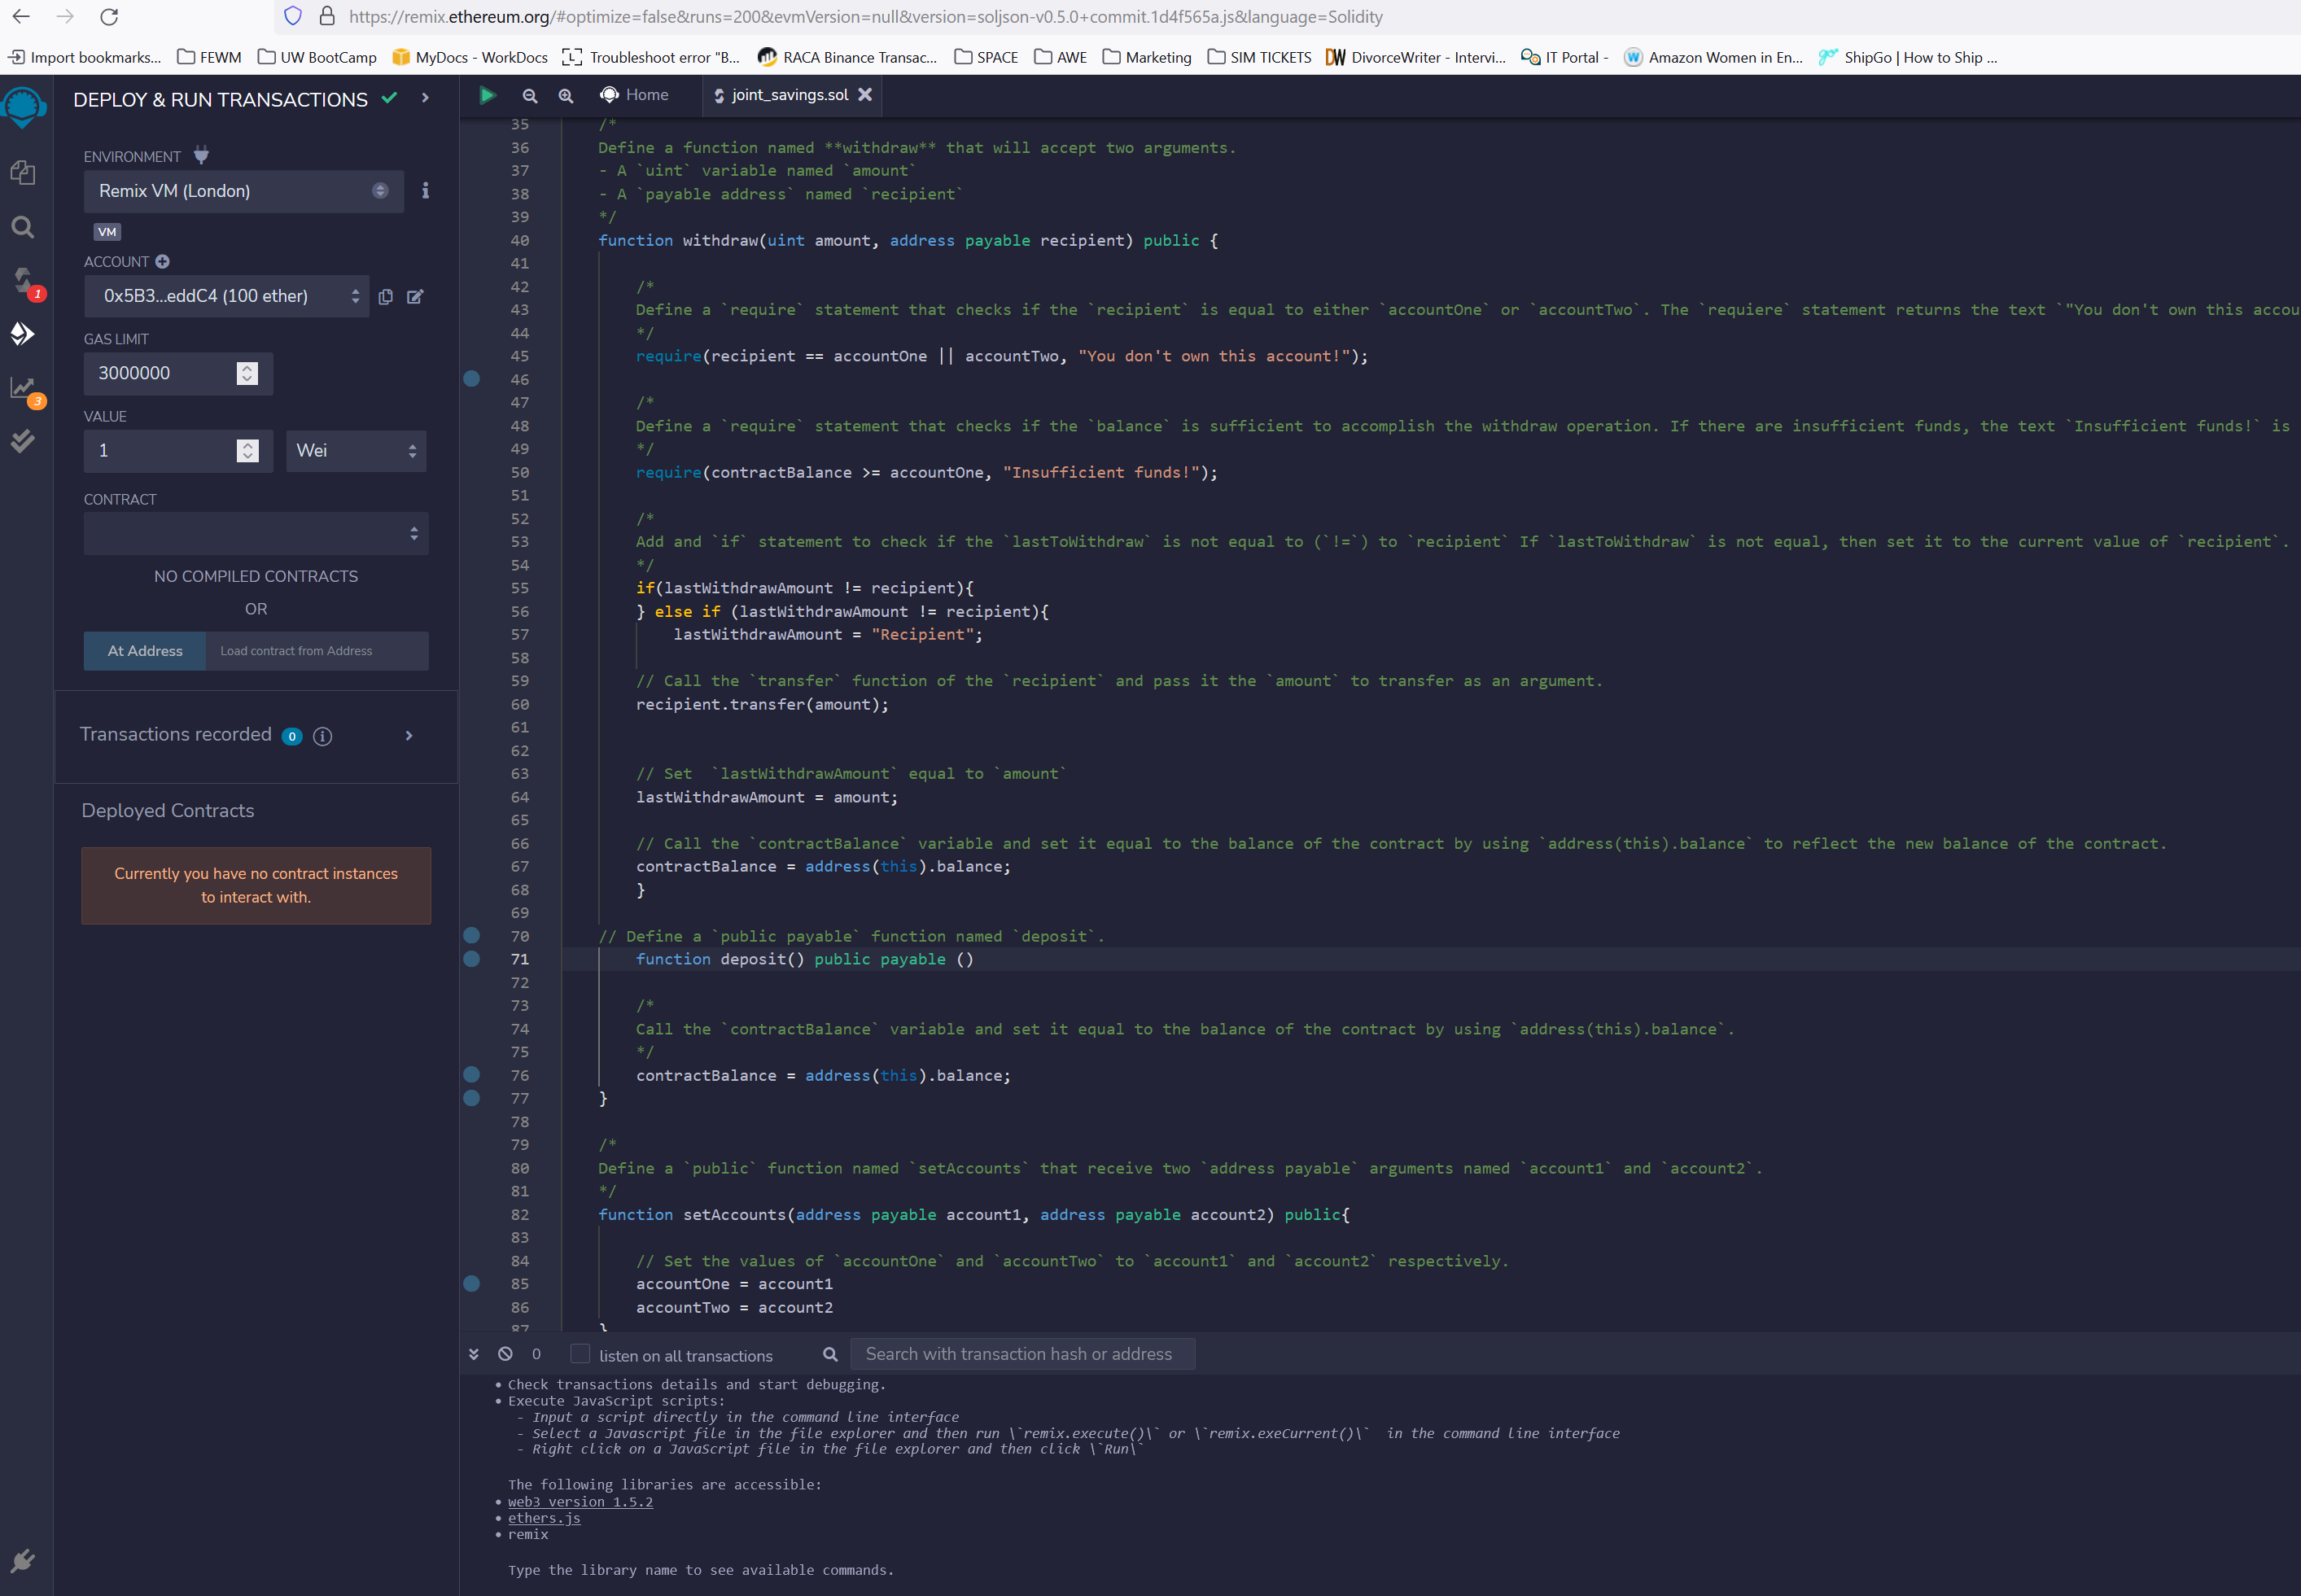 https://remix.ethereum.org/#optimize=false&runs=200&evmVersion=null&version=soljson-v0.5.0+commit.1d4f565a.js&language=Solidity
Import bookmarks... FEWM UW BootCamp MyDocs - WorkDocs Troubleshoot error "B... RACA Binance Transac... SPACE AWE Marketing SIM TICKETS DW DivorceWriter - Intervi... IT Portal - W Amazon Women in En... ShipGo | How to Ship ...
DEPLOY & RUN TRANSACTIONS
ENVIRONMENT
Remix VM (London)
VM
ACCOUNT
0x5B3...eddC4 (100 ether)
GAS LIMIT
3000000
VALUE
1 Wei
CONTRACT
NO COMPILED CONTRACTS
OR
At Address Load contract from Address
Transactions recorded 0
Deployed Contracts
Currently you have no contract instances
to interact with.
1
3
Home joint_savings.sol
35 /*
36 Define a function named **withdraw** that will accept two arguments.
37 - A `uint` variable named `amount`
38 - A `payable address` named `recipient`
39 */
40 function withdraw(uint amount, address payable recipient) public {
41
42 /*
43 Define a `require` statement that checks if the `recipient` is equal to either `accountOne` or `accountTwo`. The `requiere` statement returns the text `"You don't own this accou
44 */
45 require(recipient == accountOne || accountTwo, "You don't own this account!");
46
47 /*
48 Define a `require` statement that checks if the `balance` is sufficient to accomplish the withdraw operation. If there are insufficient funds, the text `Insufficient funds!` is
49 */
50 require(contractBalance >= accountOne, "Insufficient funds!");
51
52 /*
53 Add and `if` statement to check if the `lastToWithdraw` is not equal to (`!=`) to `recipient` If `lastToWithdraw` is not equal, then set it to the current value of `recipient`.
54 */
55 if(lastWithdrawAmount != recipient){
56 } else if (lastWithdrawAmount != recipient){
57 lastWithdrawAmount = "Recipient";
58
59 // Call the `transfer` function of the `recipient` and pass it the `amount` to transfer as an argument.
60 recipient.transfer(amount);
61
62
63 // Set  `lastWithdrawAmount` equal to `amount`
64 lastWithdrawAmount = amount;
65
66 // Call the `contractBalance` variable and set it equal to the balance of the contract by using `address(this).balance` to reflect the new balance of the contract.
67 contractBalance = address(this).balance;
68 }
69
70 // Define a `public payable` function named `deposit`.
71 function deposit() public payable ()
72
73 /*
74 Call the `contractBalance` variable and set it equal to the balance of the contract by using `address(this).balance`.
75 */
76 contractBalance = address(this).balance;
77 }
78
79 /*
80 Define a `public` function named `setAccounts` that receive two `address payable` arguments named `account1` and `account2`.
81 */
82 function setAccounts(address payable account1, address payable account2) public{
83
84 // Set the values of `accountOne` and `accountTwo` to `account1` and `account2` respectively.
85 accountOne = account1
86 accountTwo = account2
87 }
0 listen on all transactions Search with transaction hash or address
• Check transactions details and start debugging.
• Execute JavaScript scripts:
- Input a script directly in the command line interface
- Select a Javascript file in the file explorer and then run \`remix.execute()\` or \`remix.exeCurrent()\`  in the command line interface
- Right click on a JavaScript file in the file explorer and then click \`Run\`
The following libraries are accessible:
• web3 version 1.5.2
• ethers.js
• remix
Type the library name to see available commands.